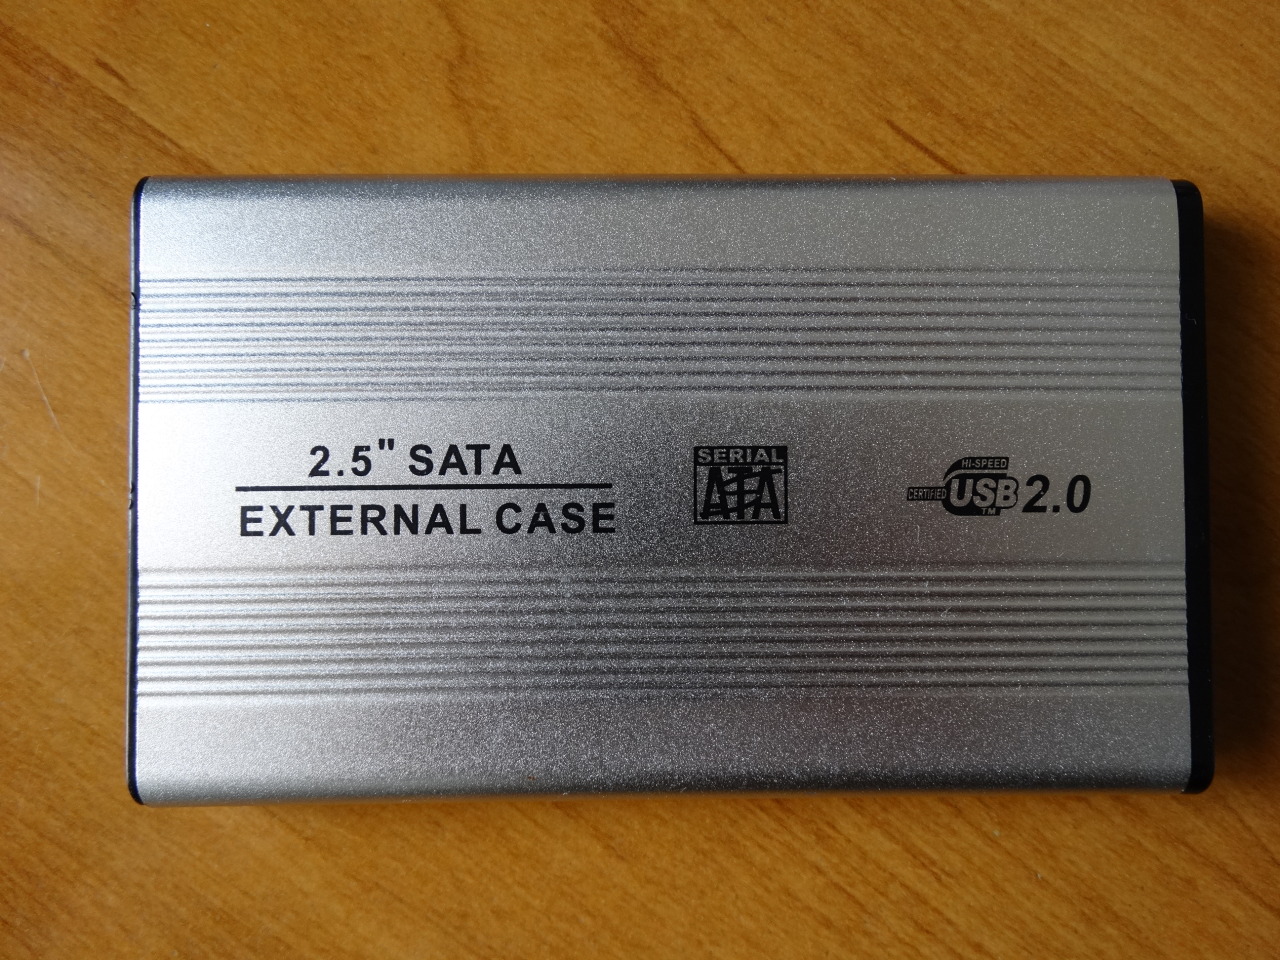 2.5" SATA
EXTERNAL CASE
SERIAL
ATA
HI-SPEED
CERTIFIED USB 2.0
TM